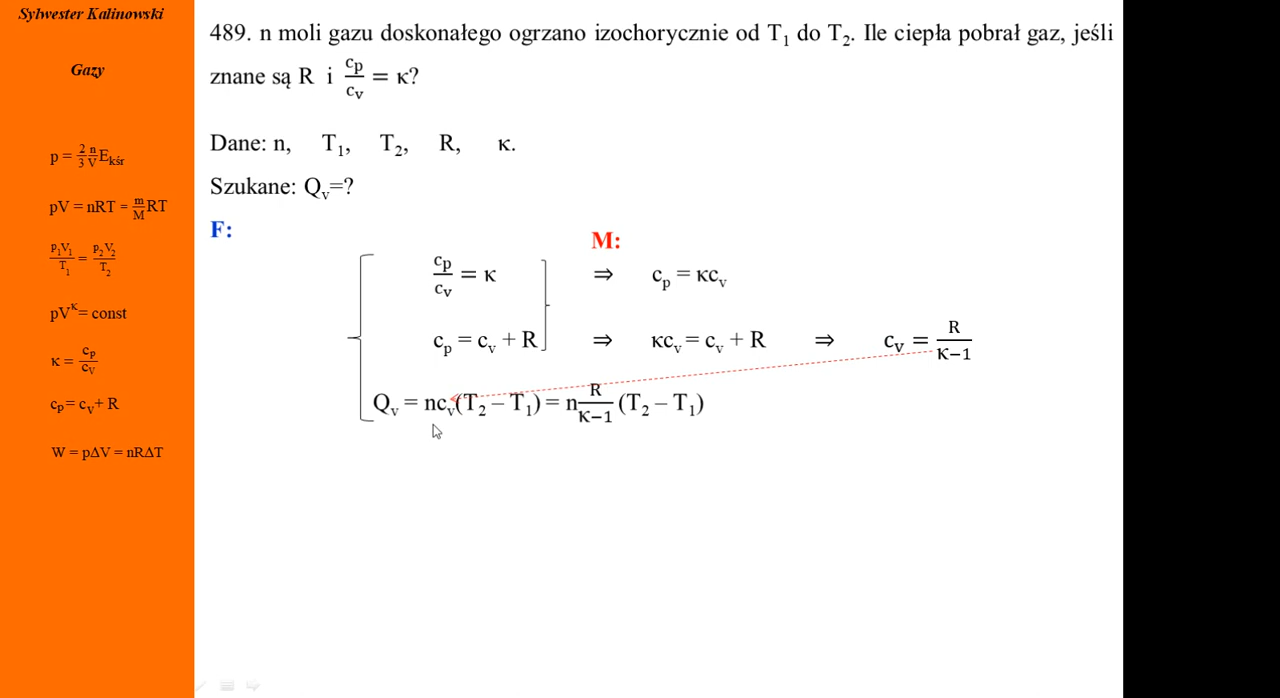 Sylwester Kalinowski
Gazy
p = 2/3 n/V Ekśr
pV = nRT = m/M RT
p₁V₁/T₁ = p₂V₂/T₂
pV^κ = const
κ = cp/cv
cp = cv + R
W = pΔV = nRΔT
489. n moli gazu doskonałego ogrzano izochorycznie od T₁ do T₂. Ile ciepła pobrał gaz, jeśli
znane są R i cp/cv = κ?
Dane: n, T₁, T₂, R, κ.
Szukane: Qv=?
F:
M:
cp/cv = κ ⇒ cp = κcv
cp = cv + R ⇒ κcv = cv + R ⇒ cv = R/(κ−1)
Qv = ncv(T₂ – T₁) = n R/(κ−1) (T₂ – T₁)